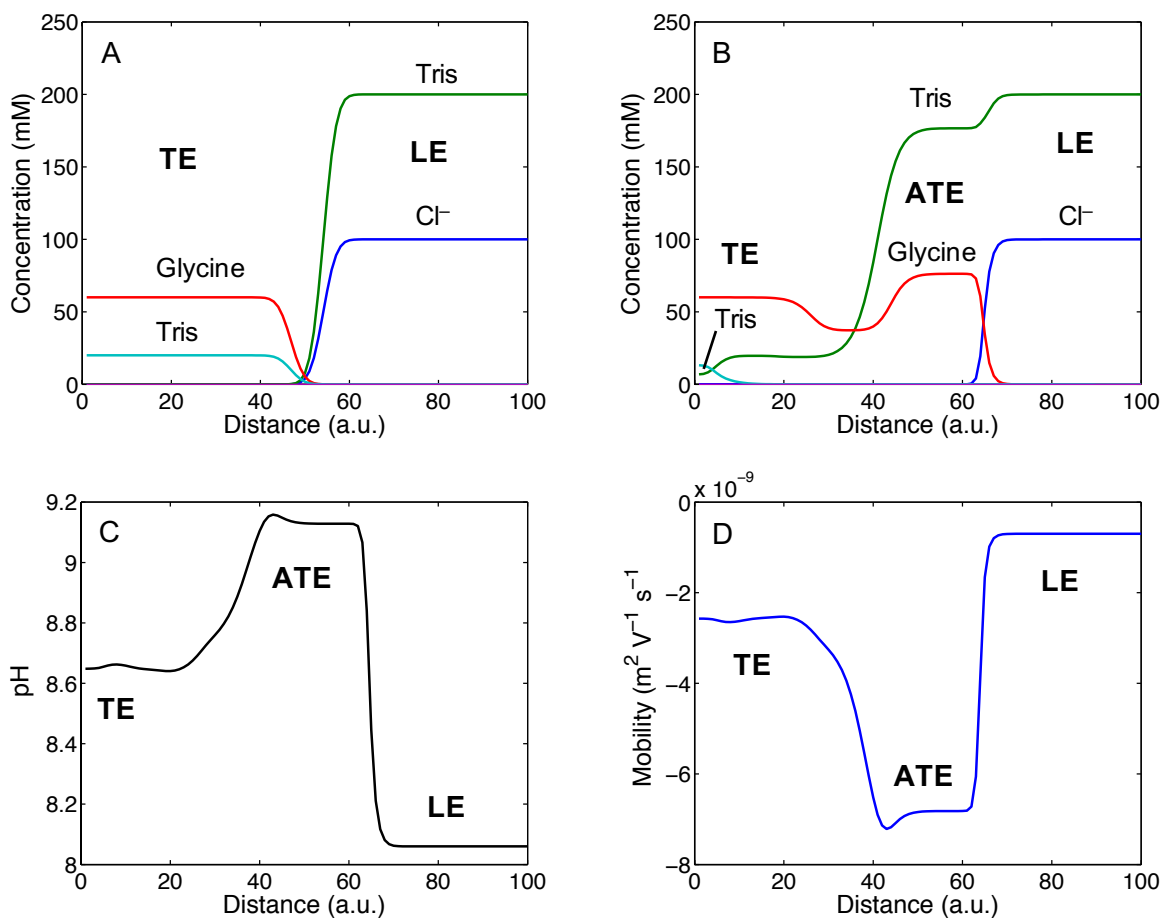 A
TE
LE
Tris
Cl–
Glycine
Tris
250
200
150
100
50
0
0
20
40
60
80
100
Concentration (mM)
Distance (a.u.)
B
TE
ATE
LE
Tris
Cl–
Glycine
Tris
250
200
150
100
50
0
0
20
40
60
80
100
Concentration (mM)
Distance (a.u.)
C
TE
ATE
LE
9.2
9
8.8
8.6
8.4
8.2
8
0
20
40
60
80
100
pH
Distance (a.u.)
x 10⁻⁹
D
TE
ATE
LE
0
−2
−4
−6
−8
0
20
40
60
80
100
Mobility (m² V⁻¹ s⁻¹)
Distance (a.u.)